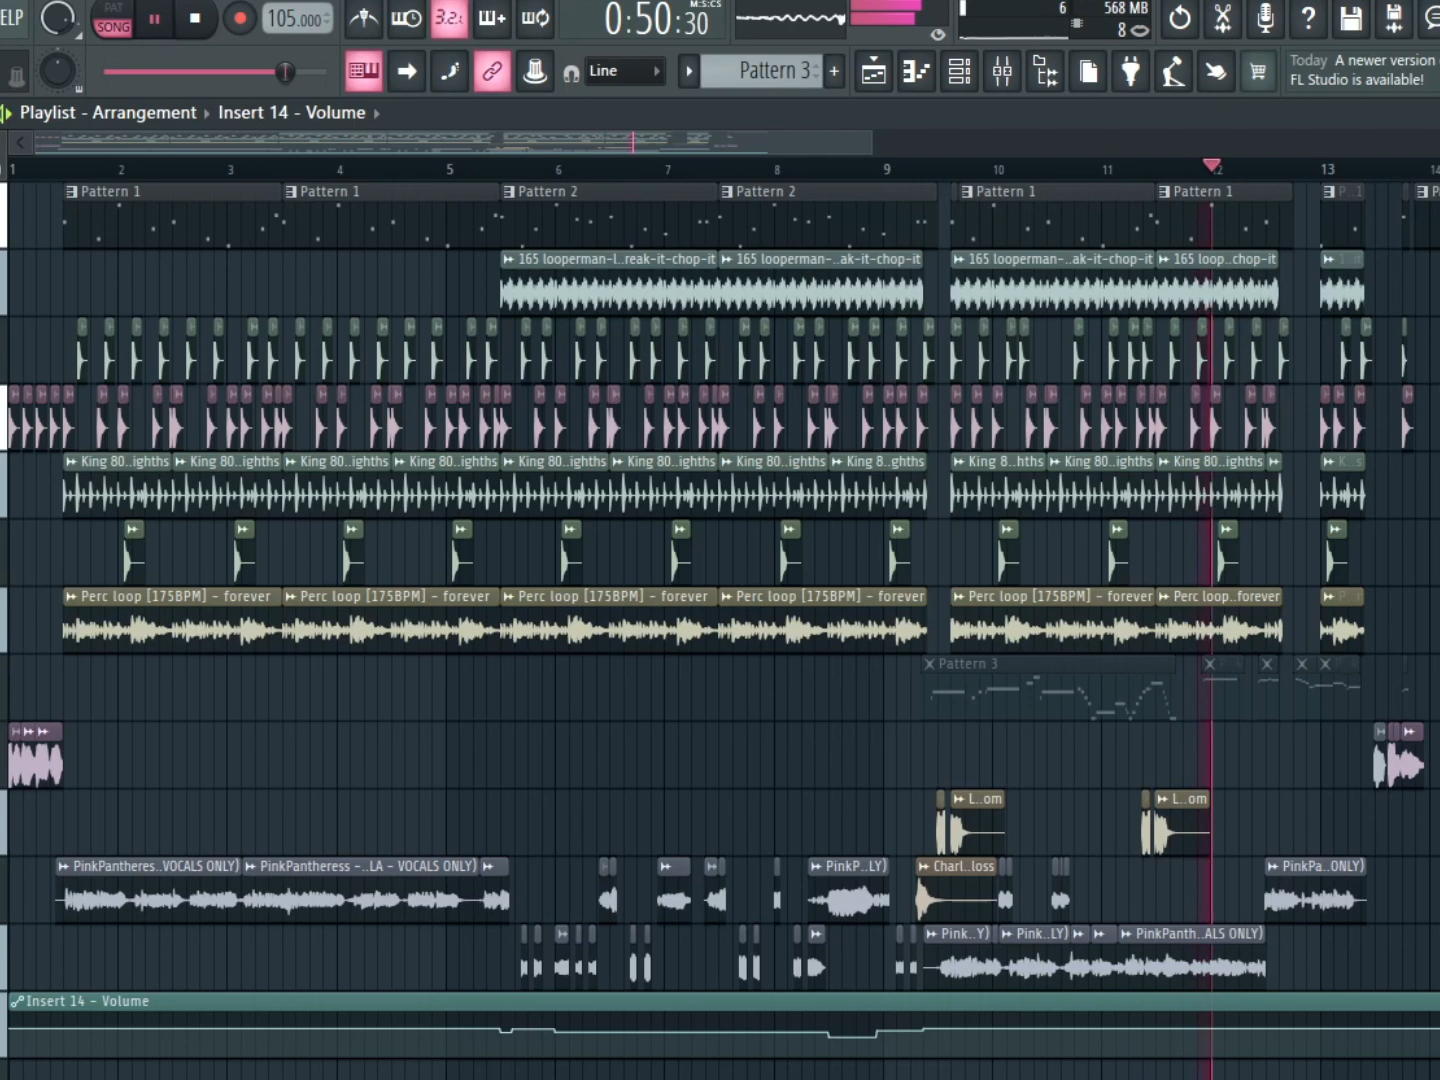 ELP
PAT
SONG
105.000
3.2.
0:50:30
M:S:CS
6
568 MB
8
?
Line
Pattern 3
+
Today A newer version
FL Studio is available!
Playlist - Arrangement ▸ Insert 14 - Volume ▸
1 2 3 4 5 6 7 8 9 10 11 12 13 14
Pattern 1 Pattern 1 Pattern 2 Pattern 2 Pattern 1 Pattern 1 P..1
165 looperman-l..reak-it-chop-it 165 looperman-..ak-it-chop-it 165 looperman-..ak-it-chop-it 165 loop..chop-it
King 80..ighths King 80..ighths King 80..ighths King 80..ighths King 80..ighths King 80..ighths King 80..ighths King 8..ghths King 8..hths King 80..ighths King 80..ighths
Perc loop [175BPM] - forever Perc loop [175BPM] - forever Perc loop [175BPM] - forever Perc loop [175BPM] - forever Perc loop [175BPM] - forever Perc loop..forever
Pattern 3
L..om L..om
PinkPantheres..VOCALS ONLY) PinkPantheress -..LA - VOCALS ONLY) PinkP..LY) Charl..loss PinkPa..ONLY)
Pink..Y) Pink..LY) PinkPanth..ALS ONLY)
Insert 14 - Volume